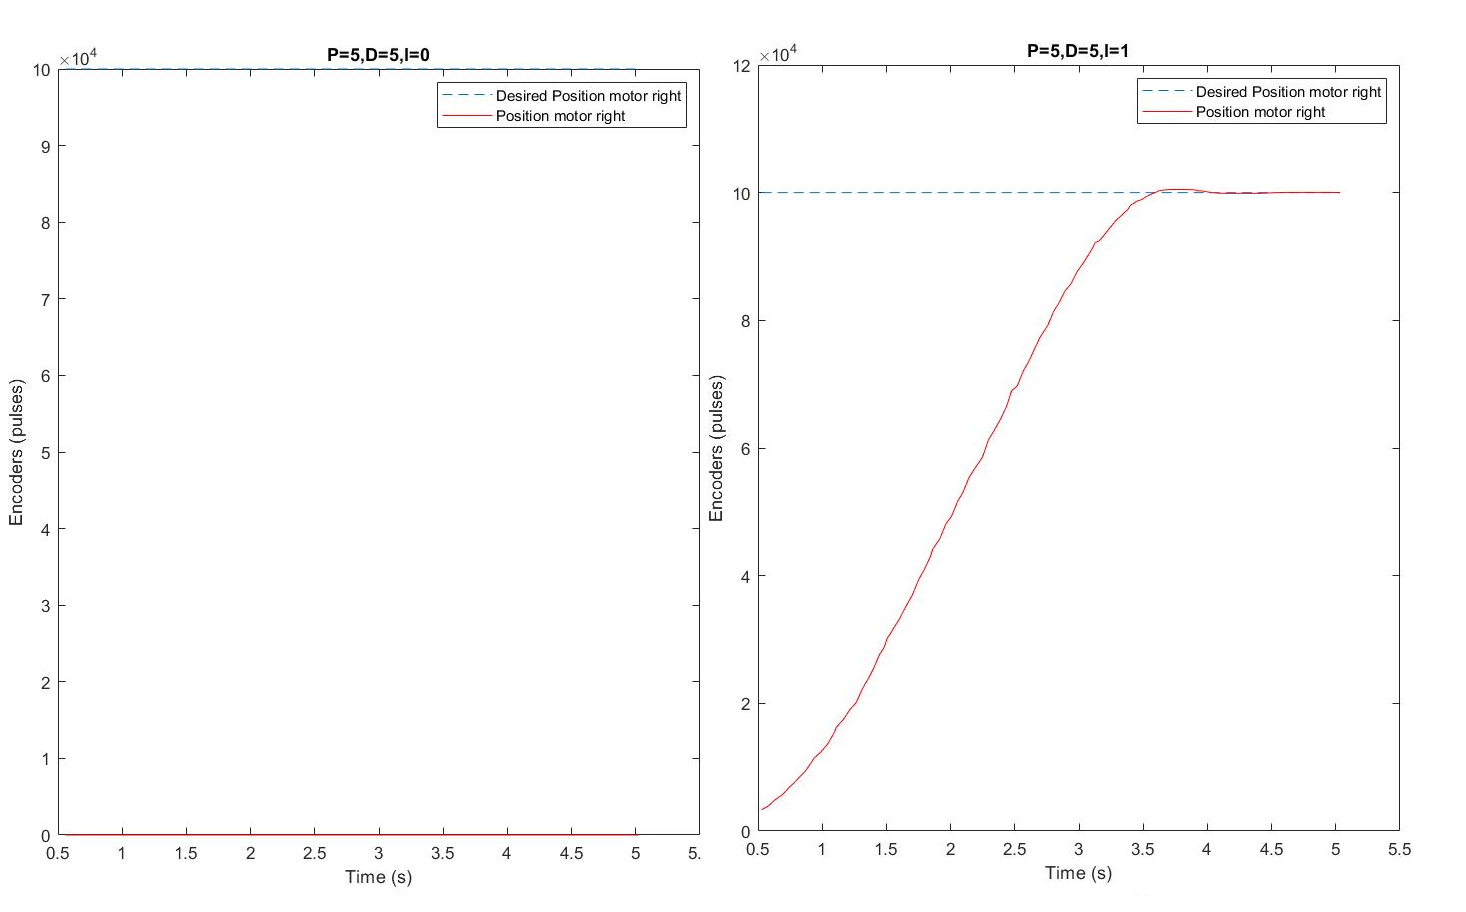 P=5,D=5,I=0
×10⁴
10
9
8
7
6
5
4
3
2
1
0
Encoders (pulses)
Desired Position motor right
Position motor right
0.5 1 1.5 2 2.5 3 3.5 4 4.5 5 5.
Time (s)
P=5,D=5,I=1
×10⁴
12
10
8
6
4
2
0
Encoders (pulses)
Desired Position motor right
Position motor right
0.5 1 1.5 2 2.5 3 3.5 4 4.5 5 5.5
Time (s)